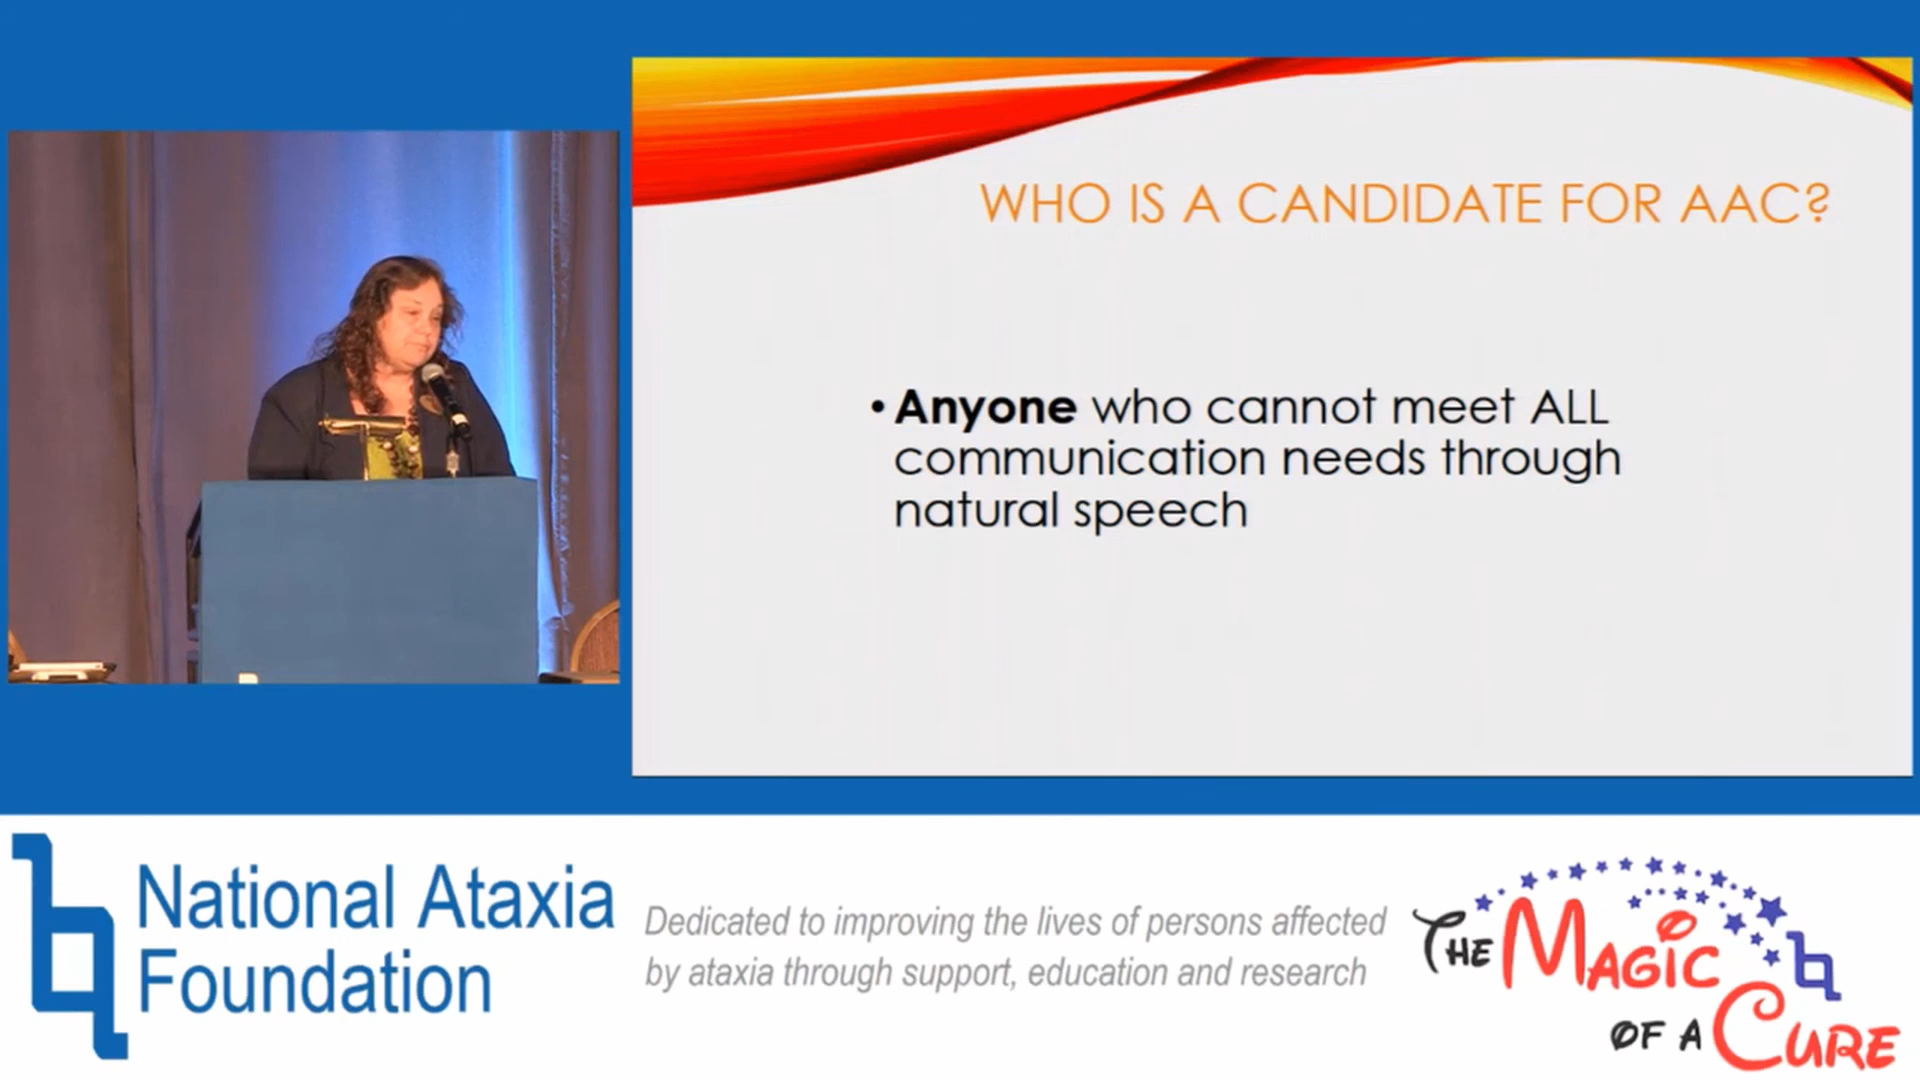 WHO IS A CANDIDATE FOR AAC?
• Anyone who cannot meet ALL
communication needs through
natural speech
National Ataxia
Foundation
Dedicated to improving the lives of persons affected
by ataxia through support, education and research
THE MAGIC
OF A CURE